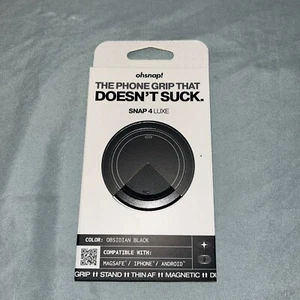 ohsnap!
THE PHONE GRIP THAT
DOESN'T SUCK.
SNAP 4 LUXE
COLOR: OBSIDIAN BLACK
COMPATIBLE WITH:
MAGSAFE / IPHONE / ANDROID
GRIP STAND THIN AF MAGNETIC